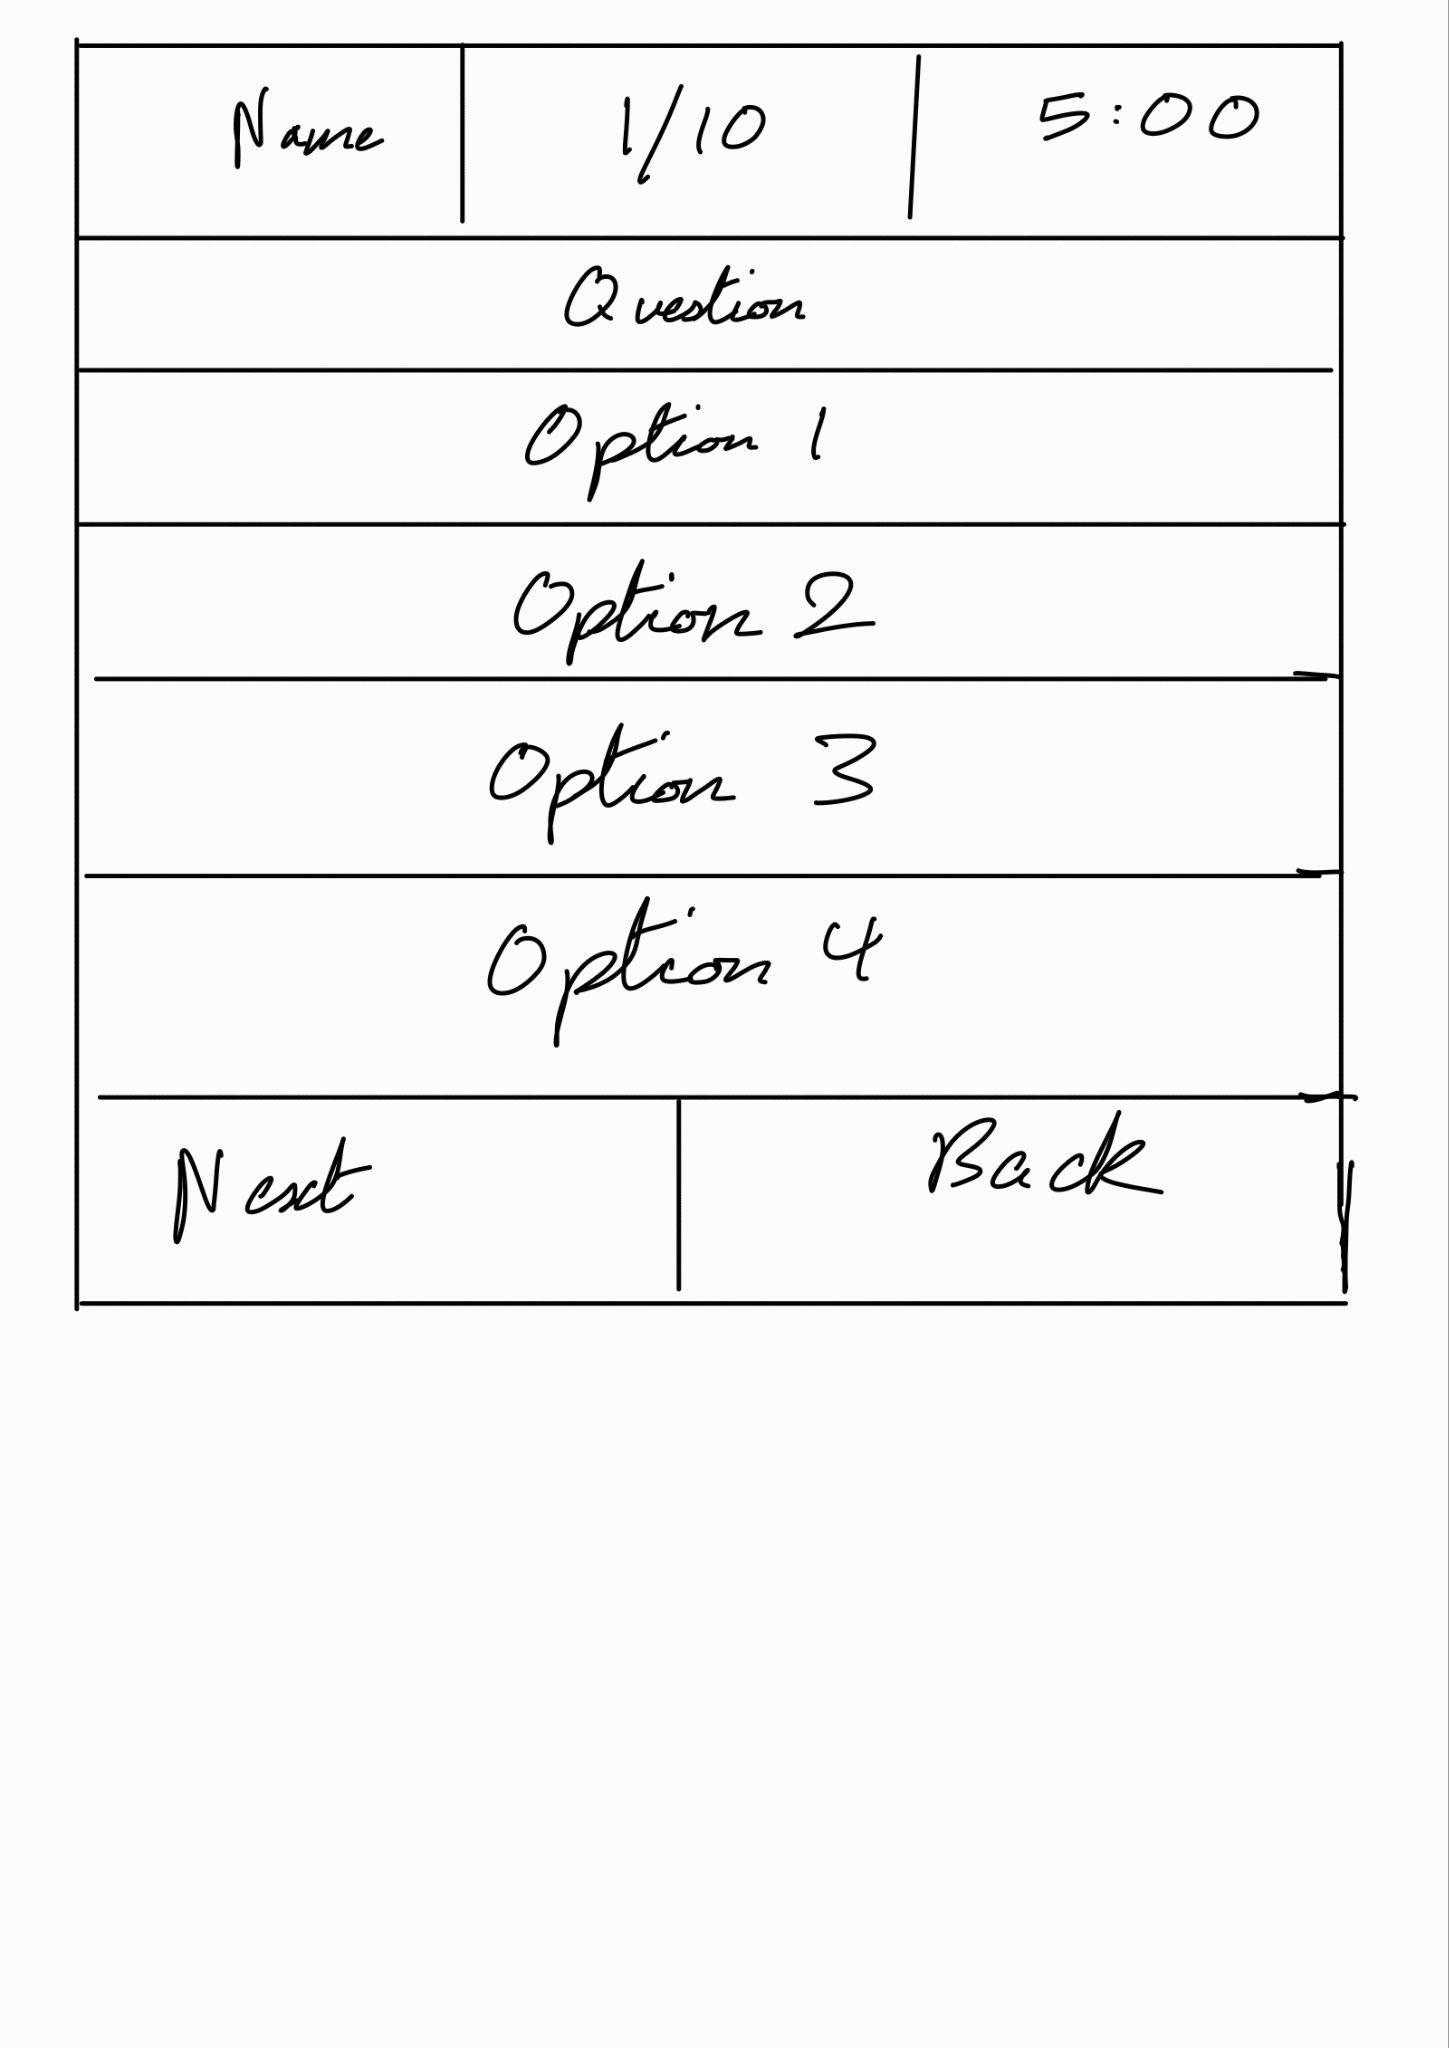 Name 1/10 5:00
Question
Option 1
Option 2
Option 3
Option 4
Next Back